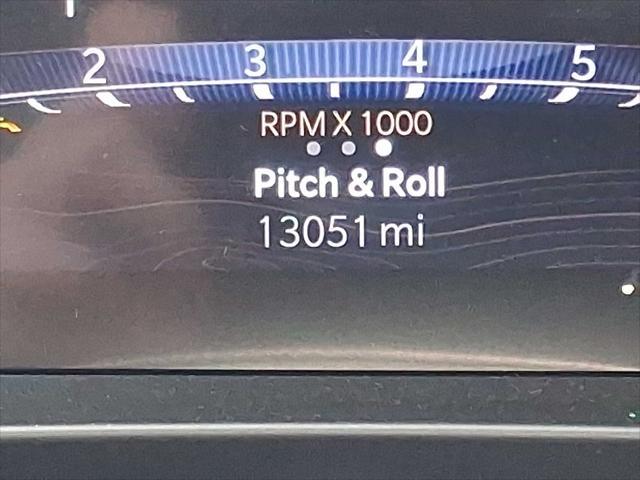 2 3 4 5
RPM X 1000
Pitch & Roll
13051 mi